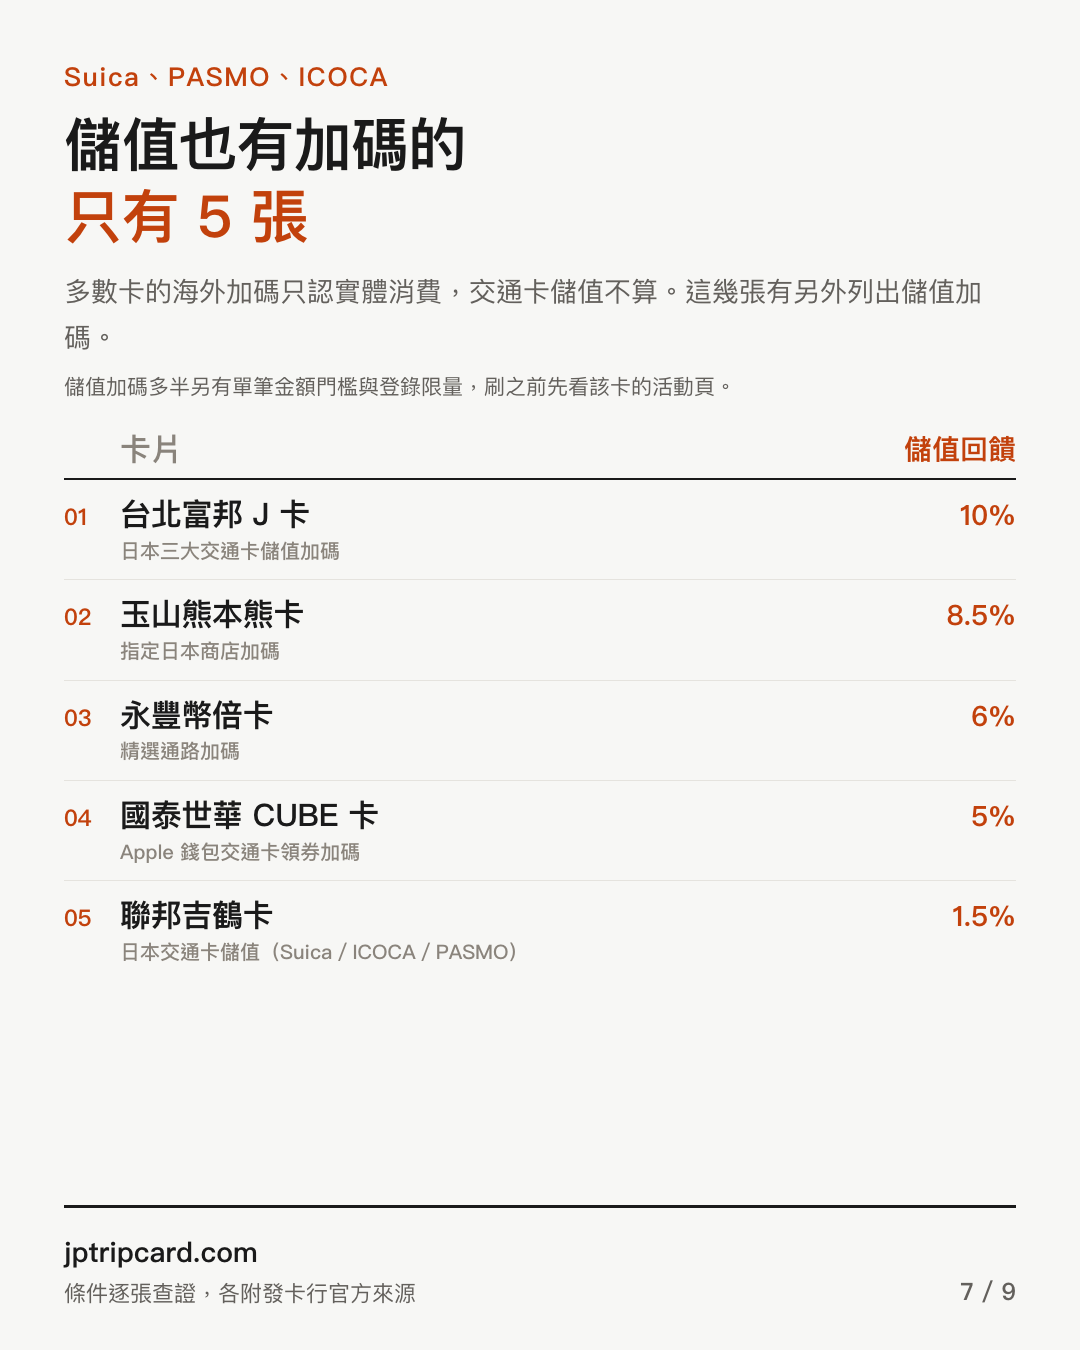 Suica、PASMO、ICOCA
儲值也有加碼的
只有 5 張
多數卡的海外加碼只認實體消費，交通卡儲值不算。這幾張有另外列出儲值加
碼。
儲值加碼多半另有單筆金額門檻與登錄限量，刷之前先看該卡的活動頁。
卡片 儲值回饋
01 台北富邦 J 卡 10%
日本三大交通卡儲值加碼
02 玉山熊本熊卡 8.5%
指定日本商店加碼
03 永豐幣倍卡 6%
精選通路加碼
04 國泰世華 CUBE 卡 5%
Apple 錢包交通卡領券加碼
05 聯邦吉鶴卡 1.5%
日本交通卡儲值（Suica / ICOCA / PASMO）
jptripcard.com
條件逐張查證，各附發卡行官方來源 7 / 9